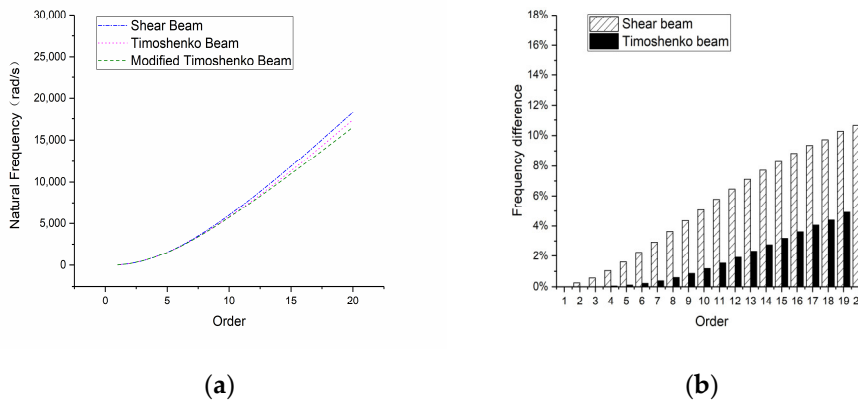 Shear Beam
Timoshenko Beam
Modified Timoshenko Beam
30,000
25,000
20,000
15,000
10,000
5,000
0
Natural Frequency（rad/s）
0 5 10 15 20
Order
(a)
Shear beam
Timoshenko beam
18%
16%
14%
12%
10%
8%
6%
4%
2%
0%
Frequency difference
1 2 3 4 5 6 7 8 9 10 11 12 13 14 15 16 17 18 19 2
Order
(b)